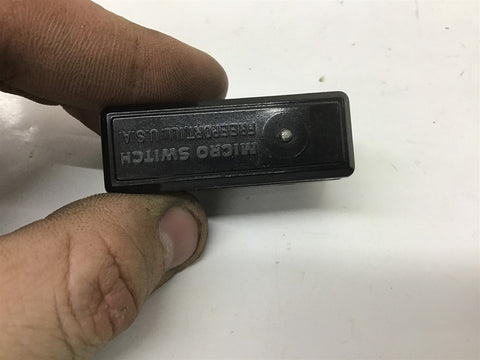 MICRO SWITCH
FREEPORT ILL U.S.A